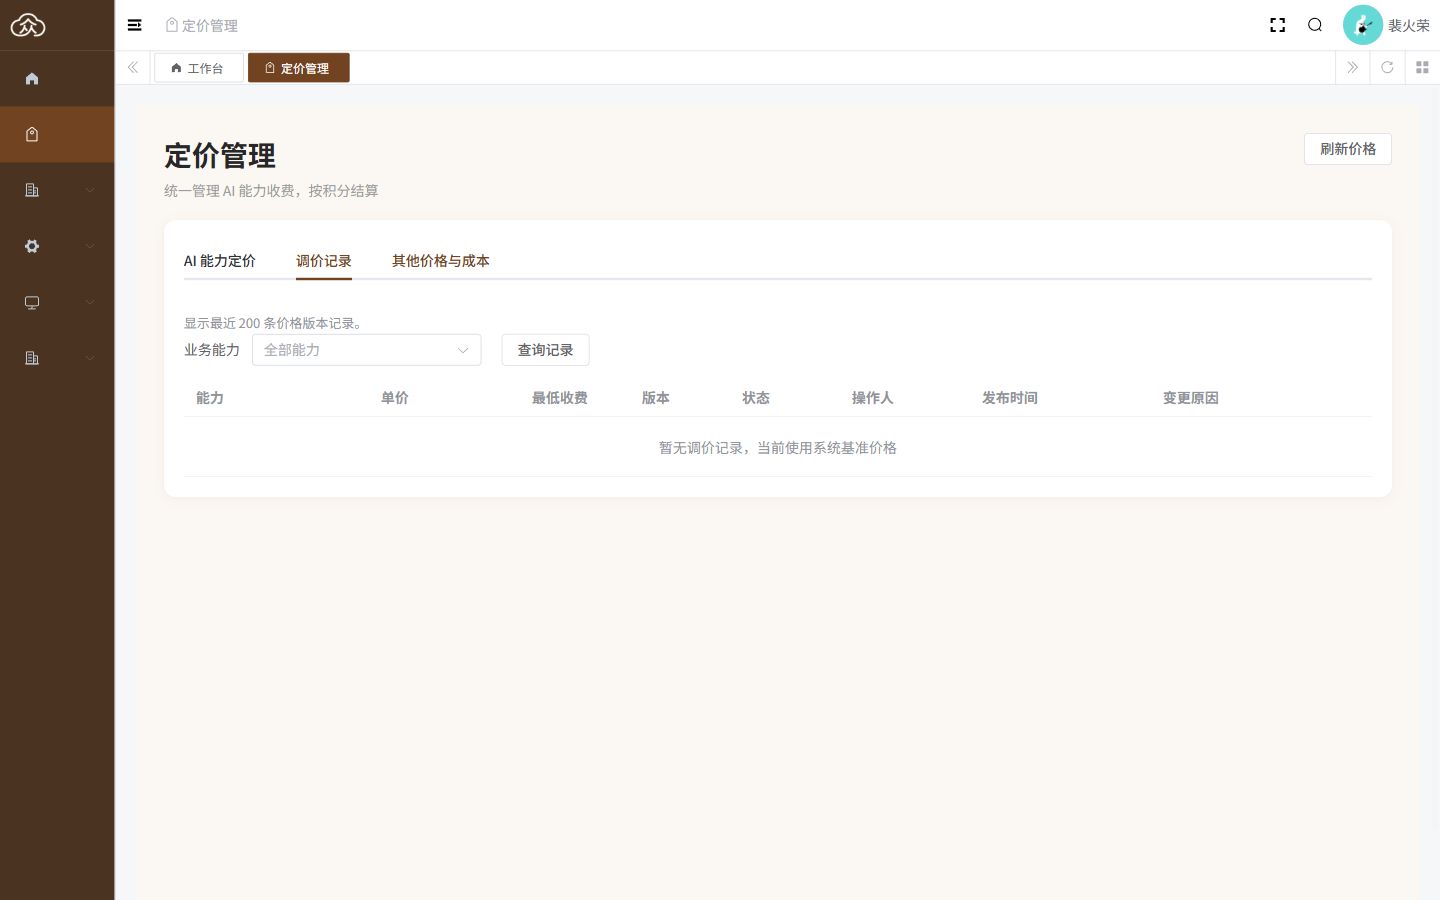 众
定价管理
裴火荣
工作台
定价管理
定价管理
刷新价格
统一管理 AI 能力收费，按积分结算
AI 能力定价
调价记录
其他价格与成本
显示最近 200 条价格版本记录。
业务能力
全部能力
查询记录
能力
单价
最低收费
版本
状态
操作人
发布时间
变更原因
暂无调价记录，当前使用系统基准价格